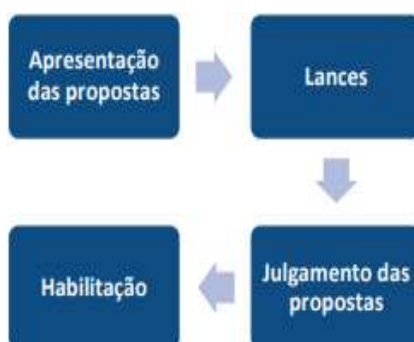 Apresentação
das propostas
Lances
Julgamento das
propostas
Habilitação